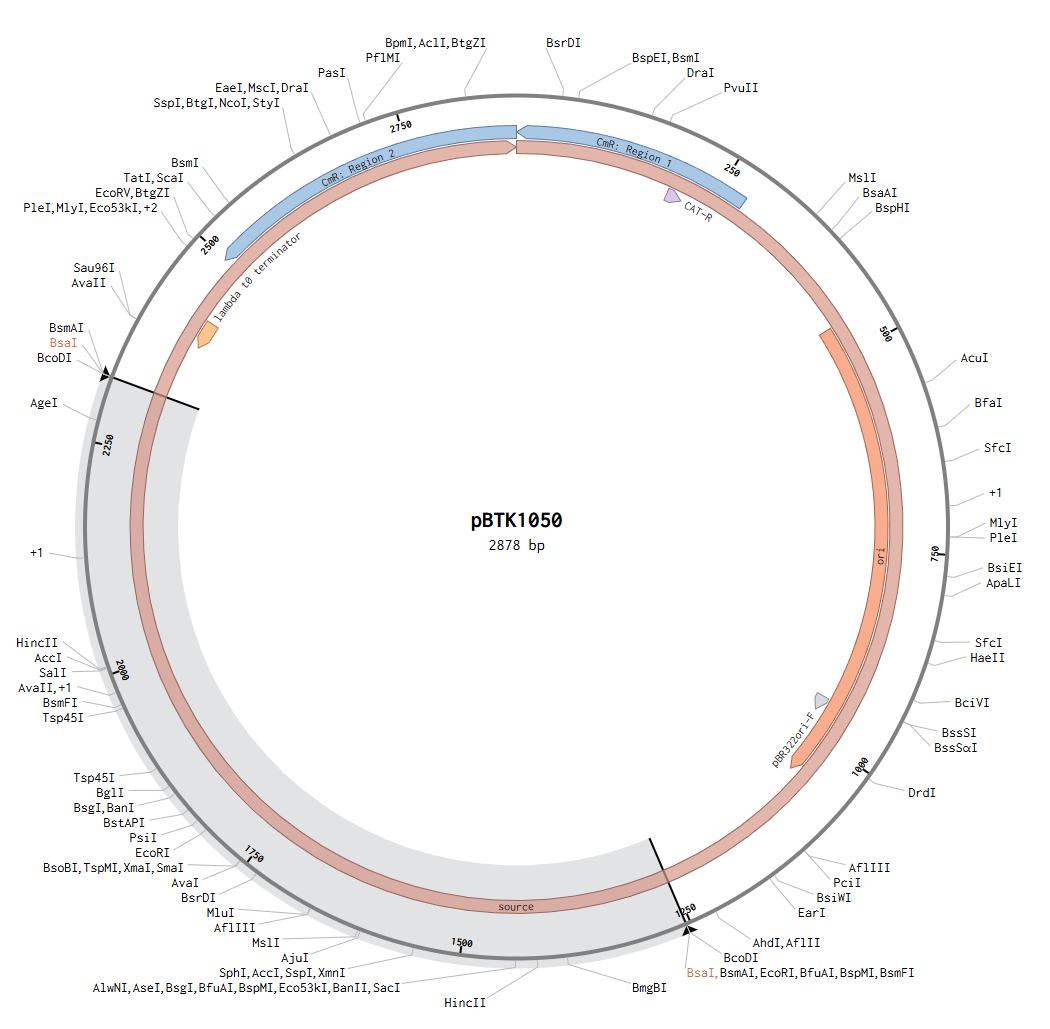 BpmI,AclI,BtgZI
BsrDI
PflMI
BspEI,BsmI
PasI
DraI
EaeI,MscI,DraI
PvuII
SspI,BtgI,NcoI,StyI
2750
CmR: Region 2
CmR: Region 1
250
BsmI
TatI,ScaI
MslI
EcoRV,BtgZI
BsaAI
PleI,MlyI,Eco53kI,+2
BspHI
CAT-R
2500
lambda t0 terminator
Sau96I
AvaII
500
BsmAI
BsaI
BcoDI
AcuI
AgeI
BfaI
2250
SfcI
+1
pBTK1050
2878 bp
MlyI
PleI
750
ori
+1
BsiEI
ApaLI
HincII
AccI
SalI
AvaII,+1
BsmFI
Tsp45I
2000
SfcI
HaeII
BciVI
BssSI
BssSαI
pBR322ori-F
1000
Tsp45I
BglI
BsgI,BanI
BstAPI
PsiI
EcoRI
BsoBI,TspMI,XmaI,SmaI
AvaI
BsrDI
MluI
AflIII
MslI
AjuI
SphI,AccI,SspI,XmnI
AlwNI,AseI,BsgI,BfuAI,BspMI,Eco53kI,BanII,SacI
1750
DrdI
AflIII
PciI
BsiWI
EarI
source
1250
1500
AhdI,AflII
BcoDI
BsaI,BsmAI,EcoRI,BfuAI,BspMI,BsmFI
BmgBI
HincII